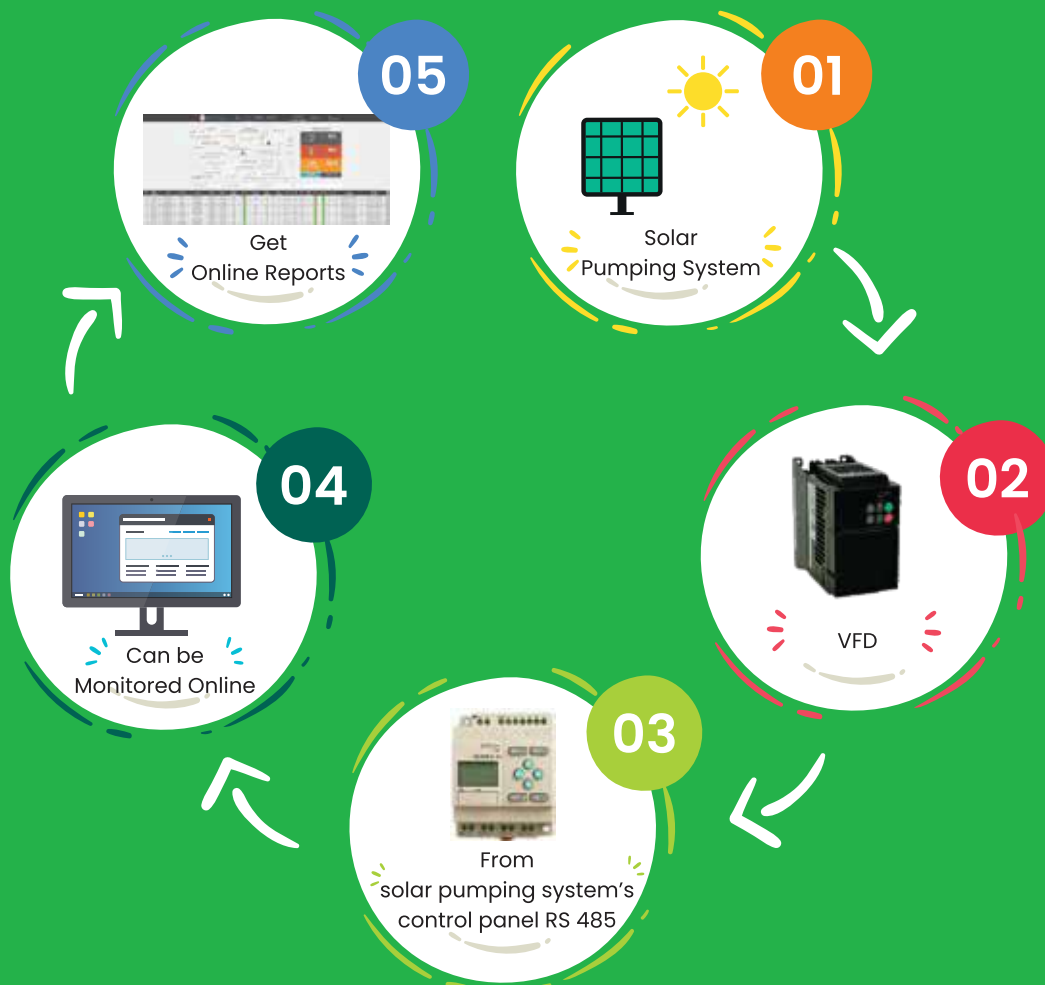 01
Solar
Pumping System
02
VFD
03
From
solar pumping system's
control panel RS 485
04
Can be
Monitored Online
05
Get
Online Reports